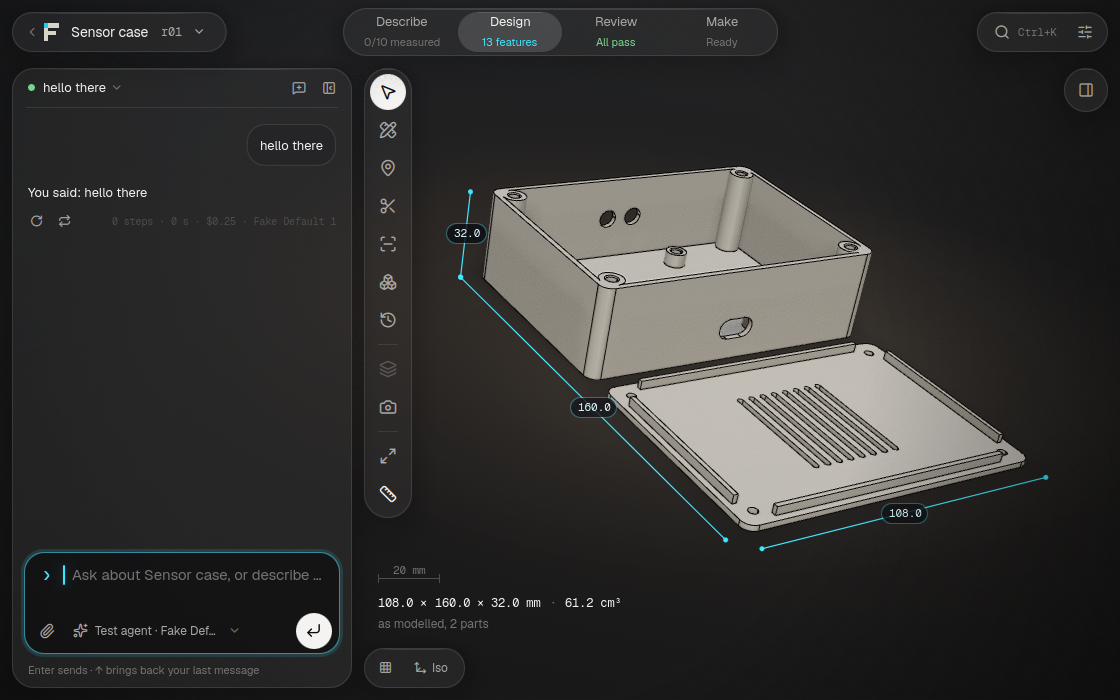 Sensor case r01
Describe
0/10 measured
Design
13 features
Review
All pass
Make
Ready
Ctrl+K
hello there
hello there
You said: hello there
0 steps · 0 s · $0.25 · Fake Default 1
32.0
160.0
108.0
Ask about Sensor case, or describe …
Test agent · Fake Def…
Enter sends · ↑ brings back your last message
20 mm
108.0 × 160.0 × 32.0 mm · 61.2 cm³
as modelled, 2 parts
Iso